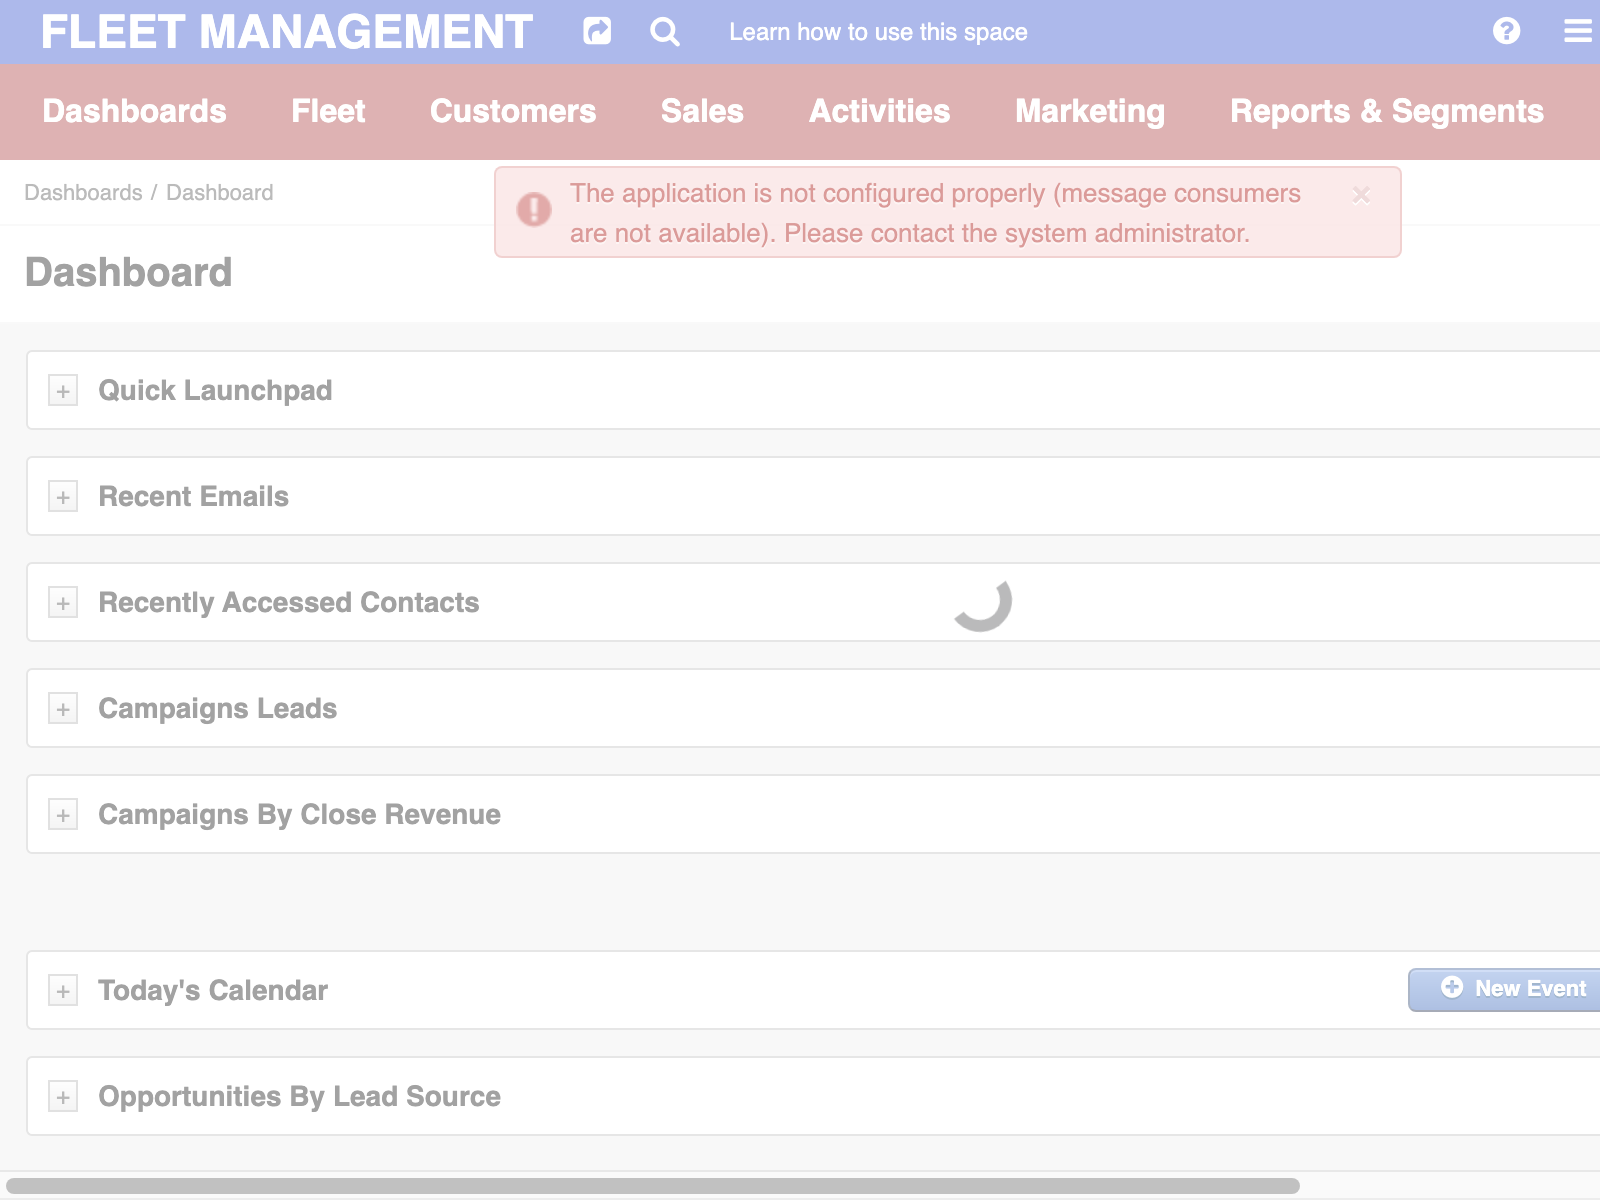 FLEET MANAGEMENT
Learn how to use this space
Dashboards Fleet Customers Sales Activities Marketing Reports & Segments
Dashboards / Dashboard
The application is not configured properly (message consumers
are not available). Please contact the system administrator.
Dashboard
Quick Launchpad
Recent Emails
Recently Accessed Contacts
Campaigns Leads
Campaigns By Close Revenue
Today's Calendar
New Event
Opportunities By Lead Source